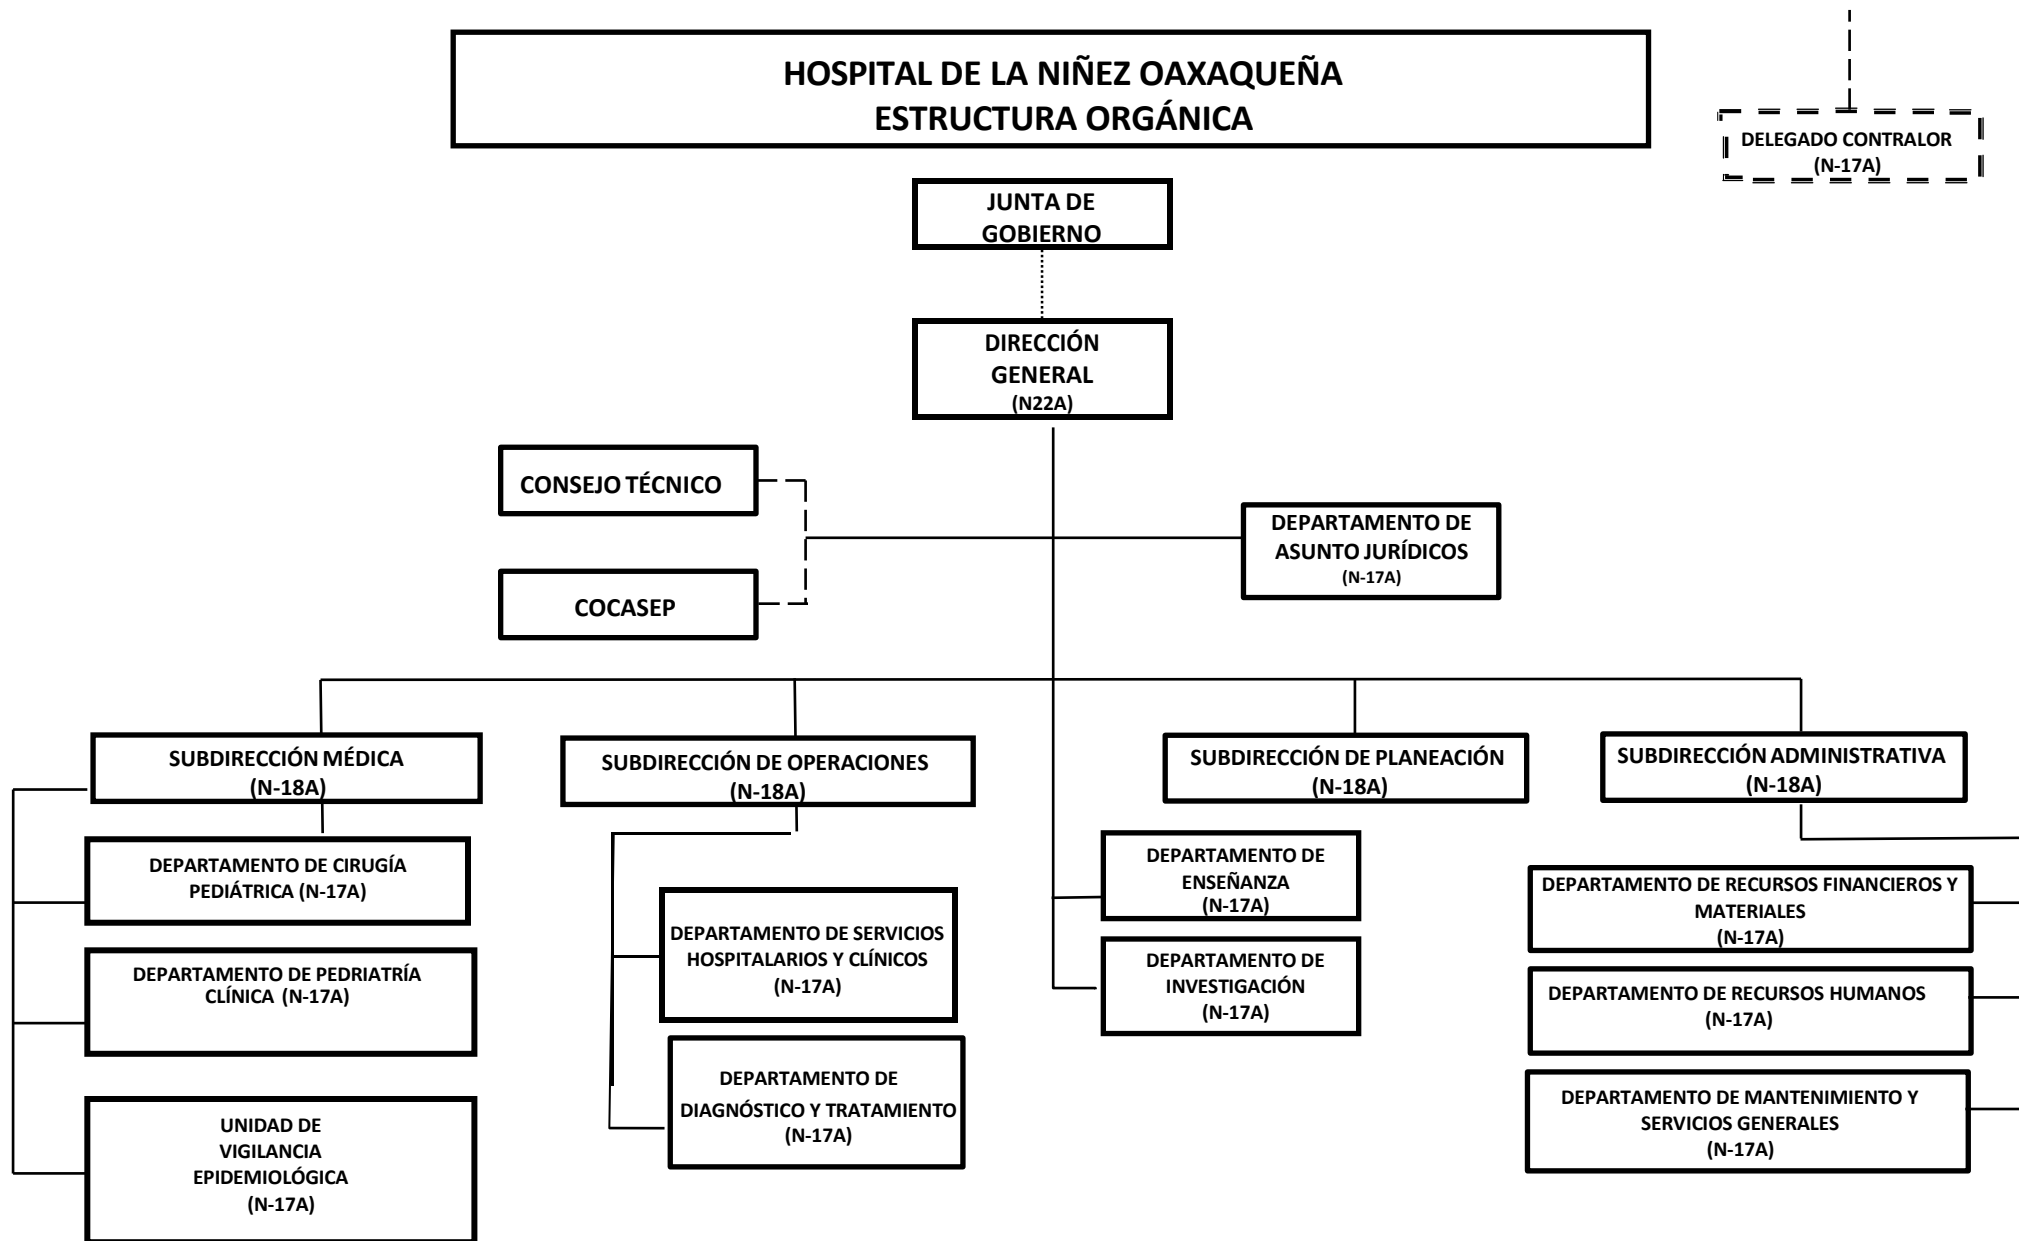 HOSPITAL DE LA NIÑEZ OAXAQUEÑA
ESTRUCTURA ORGÁNICA
DELEGADO CONTRALOR
(N-17A)
JUNTA DE
GOBIERNO
DIRECCIÓN
GENERAL
(N22A)
CONSEJO TÉCNICO
COCASEP
DEPARTAMENTO DE
ASUNTO JURÍDICOS
(N-17A)
SUBDIRECCIÓN MÉDICA
(N-18A)
DEPARTAMENTO DE CIRUGÍA
PEDIÁTRICA (N-17A)
DEPARTAMENTO DE PEDRIATRÍA
CLÍNICA (N-17A)
UNIDAD DE
VIGILANCIA
EPIDEMIOLÓGICA
(N-17A)
SUBDIRECCIÓN DE OPERACIONES
(N-18A)
DEPARTAMENTO DE SERVICIOS
HOSPITALARIOS Y CLÍNICOS
(N-17A)
DEPARTAMENTO DE
DIAGNÓSTICO Y TRATAMIENTO
(N-17A)
SUBDIRECCIÓN DE PLANEACIÓN
(N-18A)
DEPARTAMENTO DE
ENSEÑANZA
(N-17A)
DEPARTAMENTO DE
INVESTIGACIÓN
(N-17A)
SUBDIRECCIÓN ADMINISTRATIVA
(N-18A)
DEPARTAMENTO DE RECURSOS FINANCIEROS Y
MATERIALES
(N-17A)
DEPARTAMENTO DE RECURSOS HUMANOS
(N-17A)
DEPARTAMENTO DE MANTENIMIENTO Y
SERVICIOS GENERALES
(N-17A)